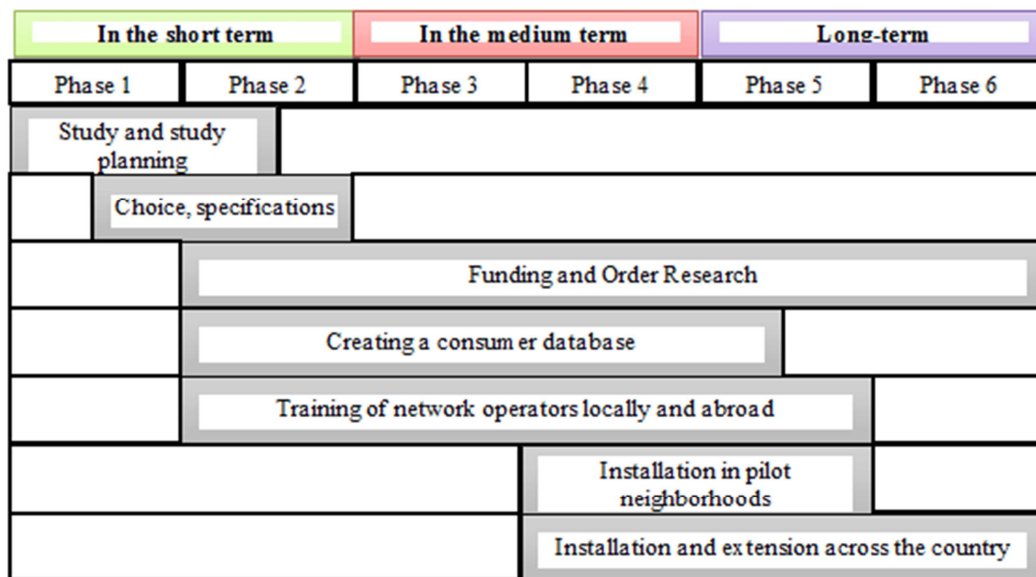 In the short term
In the medium term
Long-term
Phase 1
Phase 2
Phase 3
Phase 4
Phase 5
Phase 6
Study and study
planning
Choice, specifications
Funding and Order Research
Creating a consumer database
Training of network operators locally and abroad
Installation in pilot
neighborhoods
Installation and extension across the country